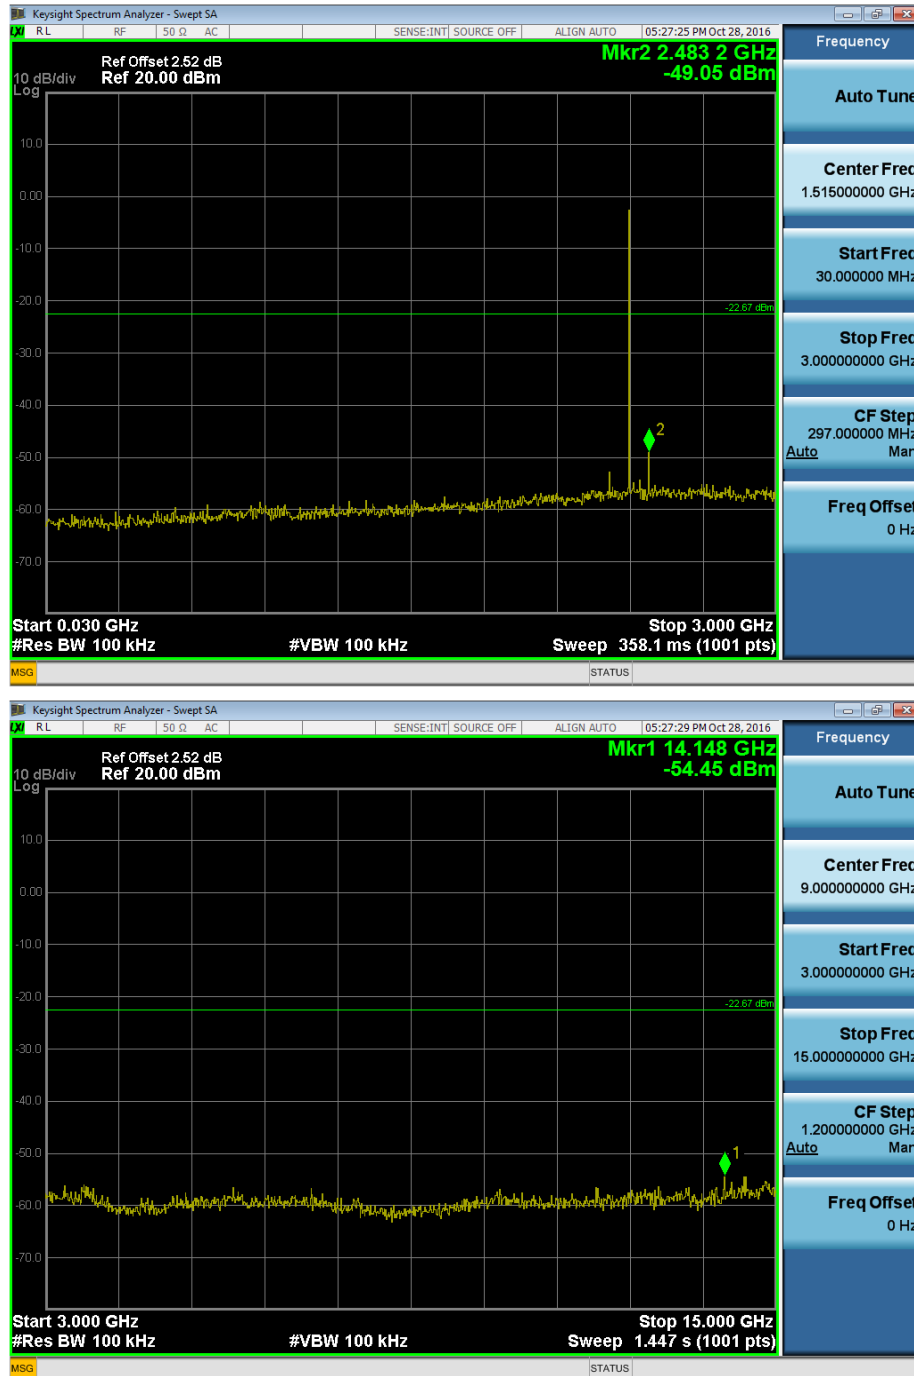 Keysight Spectrum Analyzer - Swept SA
LXI RL RF 50 Ω AC SENSE:INT SOURCE OFF ALIGN AUTO 05:27:25 PM Oct 28, 2016
Frequency
Mkr2 2.483 2 GHz
-49.05 dBm
Ref Offset 2.52 dB
10 dB/div Ref 20.00 dBm
Log
Auto Tune
10.0
Center Freq
1.515000000 GHz
0.00
-10.0
Start Freq
30.000000 MHz
-20.0
-22.67 dBm
Stop Freq
3.000000000 GHz
-30.0
-40.0
CF Step
297.000000 MHz
Auto Man
2
-50.0
Freq Offset
0 Hz
-60.0
-70.0
Start 0.030 GHz Stop 3.000 GHz
#Res BW 100 kHz #VBW 100 kHz Sweep 358.1 ms (1001 pts)
MSG STATUS
Keysight Spectrum Analyzer - Swept SA
LXI RL RF 50 Ω AC SENSE:INT SOURCE OFF ALIGN AUTO 05:27:29 PM Oct 28, 2016
Frequency
Mkr1 14.148 GHz
-54.45 dBm
Ref Offset 2.52 dB
10 dB/div Ref 20.00 dBm
Log
Auto Tune
10.0
Center Freq
9.000000000 GHz
0.00
-10.0
Start Freq
3.000000000 GHz
-20.0
-22.67 dBm
Stop Freq
15.000000000 GHz
-30.0
-40.0
CF Step
1.200000000 GHz
Auto Man
1
-50.0
Freq Offset
0 Hz
-60.0
-70.0
Start 3.000 GHz Stop 15.000 GHz
#Res BW 100 kHz #VBW 100 kHz Sweep 1.447 s (1001 pts)
MSG STATUS